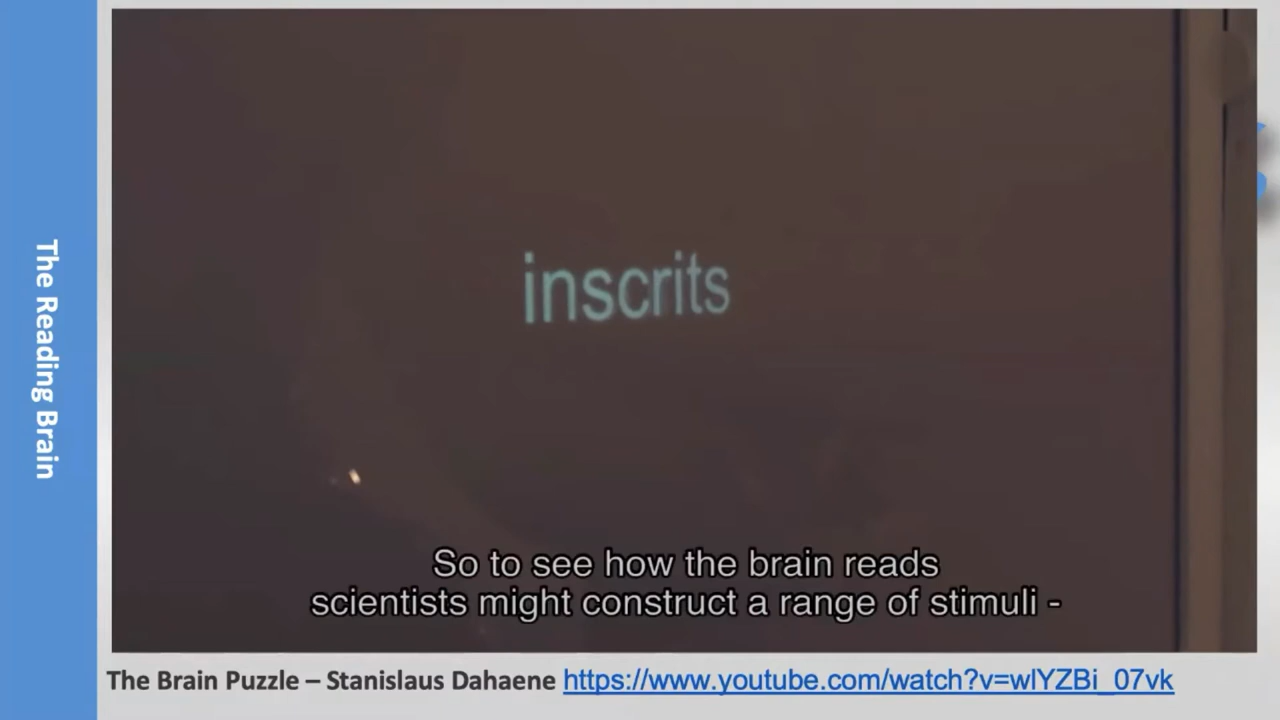 The Reading Brain
inscrits
So to see how the brain reads
scientists might construct a range of stimuli -
The Brain Puzzle – Stanislaus Dahaene https://www.youtube.com/watch?v=wlYZBi_07vk